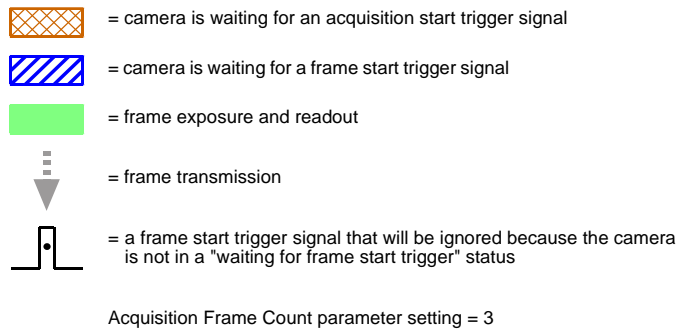 = camera is waiting for an acquisition start trigger signal
= camera is waiting for a frame start trigger signal
= frame exposure and readout
= frame transmission
= a frame start trigger signal that will be ignored because the camera
is not in a "waiting for frame start trigger" status
Acquisition Frame Count parameter setting = 3